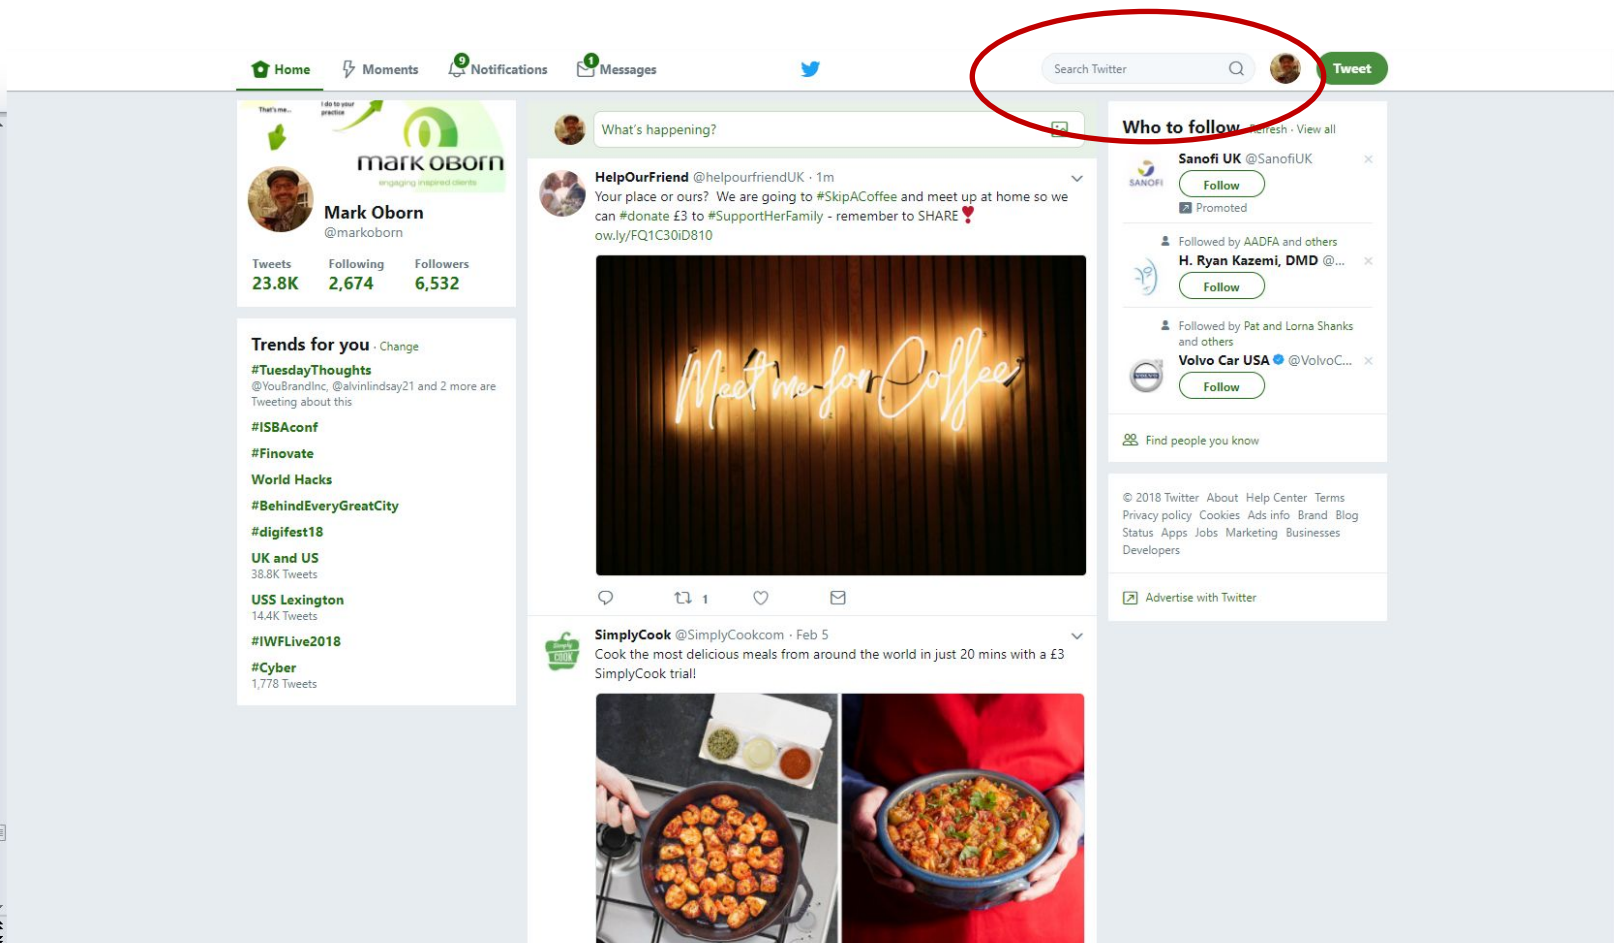 Home
Moments
9
Notifications
1
Messages
Search Twitter
Tweet
That's me...
I do to your
practice
mark oborn
engaging inspired clients
Mark Oborn
@markoborn
Tweets Following Followers
23.8K 2,674 6,532
Trends for you · Change
#TuesdayThoughts
@YouBrandInc, @alvinlindsay21 and 2 more are
Tweeting about this
#ISBAconf
#Finovate
World Hacks
#BehindEveryGreatCity
#digifest18
UK and US
38.8K Tweets
USS Lexington
14.4K Tweets
#IWFLive2018
#Cyber
1,778 Tweets
What's happening?
HelpOurFriend @helpourfriendUK · 1m
Your place or ours? We are going to #SkipACoffee and meet up at home so we
can #donate £3 to #SupportHerFamily - remember to SHARE
ow.ly/FQ1C30iD810
Meet me for Coffee
1
SimplyCook @SimplyCookcom · Feb 5
Cook the most delicious meals from around the world in just 20 mins with a £3
SimplyCook trial!
Simply
COOK
Who to follow · Refresh · View all
SANOFI
Sanofi UK @SanofiUK
Follow
Promoted
Followed by AADFA and others
H. Ryan Kazemi, DMD @...
Follow
Followed by Pat and Lorna Shanks
and others
Volvo Car USA @VolvoC...
VOLVO
Follow
Find people you know
© 2018 Twitter About Help Center Terms
Privacy policy Cookies Ads info Brand Blog
Status Apps Jobs Marketing Businesses
Developers
Advertise with Twitter